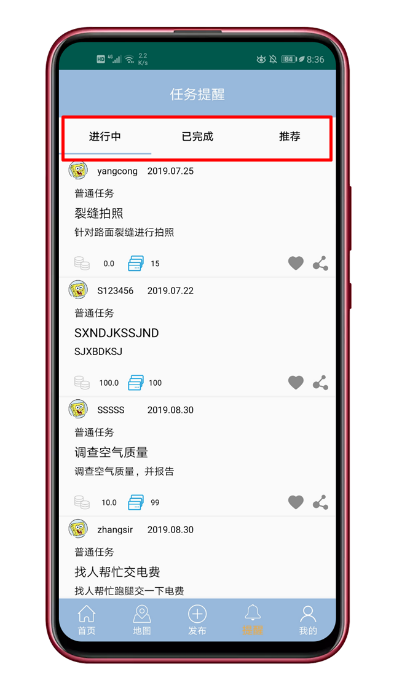 HD 4G 2.2 K/s 8:36
任务提醒
进行中 已完成 推荐
yangcong 2019.07.25
普通任务
裂缝拍照
针对路面裂缝进行拍照
0.0 15
S123456 2019.07.22
普通任务
SXNDJKSSJND
SJXBDKSJ
100.0 100
SSSSS 2019.08.30
普通任务
调查空气质量
调查空气质量，并报告
10.0 99
zhangsir 2019.08.30
普通任务
找人帮忙交电费
找人帮忙跑腿交一下电费
首页 地图 发布 我的